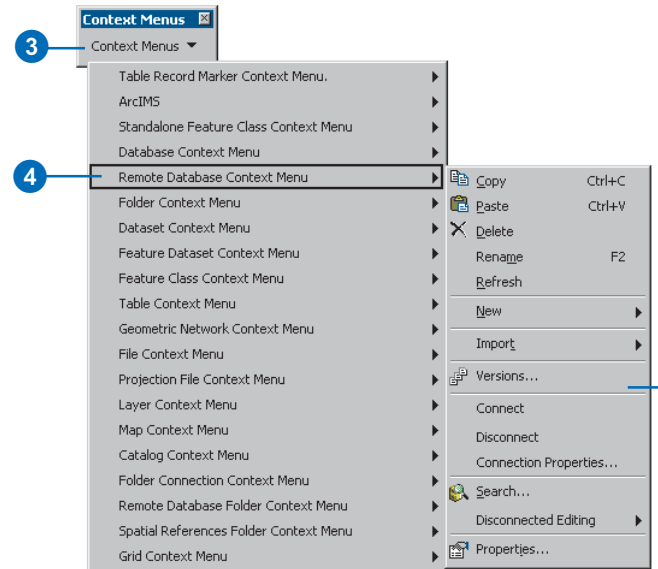 Context Menus
3
Context Menus
Table Record Marker Context Menu.
ArcIMS
Standalone Feature Class Context Menu
Database Context Menu
4
Remote Database Context Menu
Folder Context Menu
Dataset Context Menu
Feature Dataset Context Menu
Feature Class Context Menu
Table Context Menu
Geometric Network Context Menu
File Context Menu
Projection File Context Menu
Layer Context Menu
Map Context Menu
Catalog Context Menu
Folder Connection Context Menu
Remote Database Folder Context Menu
Spatial References Folder Context Menu
Grid Context Menu
Copy Ctrl+C
Paste Ctrl+V
Delete
Rename F2
Refresh
New
Import
Versions...
Connect
Disconnect
Connection Properties...
Search...
Disconnected Editing
Properties...